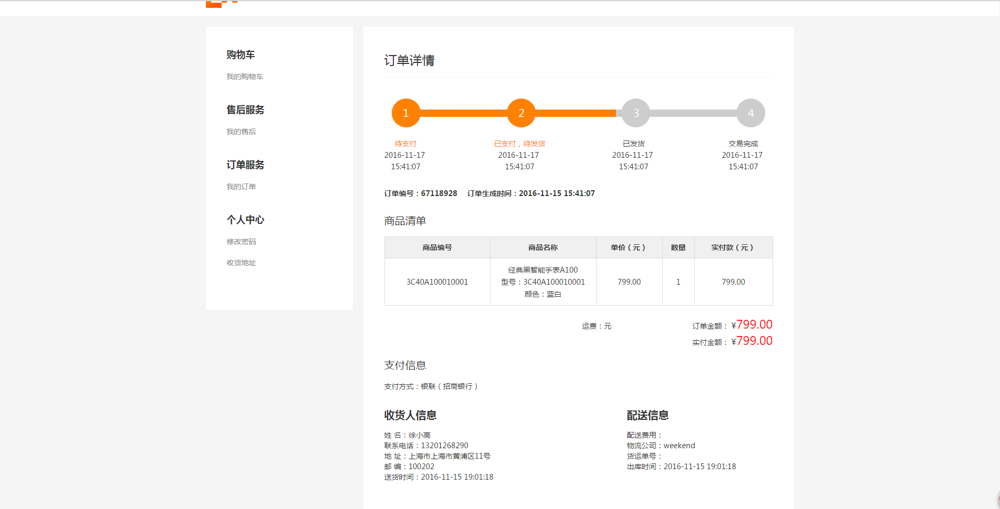 购物车
我的购物车
售后服务
我的售后
订单服务
我的订单
个人中心
修改密码
收货地址
订单详情
1 2 3 4
待支付 已支付，待发货 已发货 交易完成
2016-11-17 2016-11-17 2016-11-17 2016-11-17
15:41:07 15:41:07 15:41:07 15:41:07
订单编号：67118928 订单生成时间：2016-11-15 15:41:07
商品清单
商品编号 商品名称 单价（元） 数量 实付款（元）
经典黑智能手表A100
3C40A100010001 型号：3C40A100010001 799.00 1 799.00
颜色：蓝白
运费：元 订单金额：¥799.00
实付金额：¥799.00
支付信息
支付方式：银联（招商银行）
收货人信息
姓 名：徐小高
联系电话：13201268290
地 址：上海市上海市黄浦区11号
邮 编：100202
送货时间：2016-11-15 19:01:18
配送信息
配送费用：
物流公司：weekend
货运单号：
出库时间：2016-11-15 19:01:18